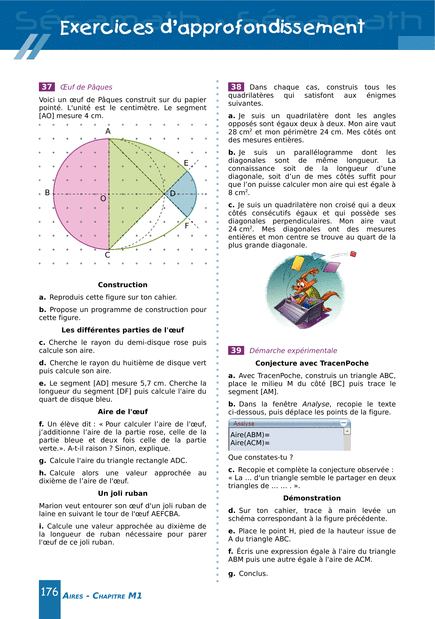 Exercices d'approfondissement
37 Œuf de Pâques
Voici un œuf de Pâques construit sur du papier
pointé. L'unité est le centimètre. Le segment
[AO] mesure 4 cm.
A
E
B
O
D
F
C
Construction
a. Reproduis cette figure sur ton cahier.
b. Propose un programme de construction pour
cette figure.
Les différentes parties de l'œuf
c. Cherche le rayon du demi-disque rose puis
calcule son aire.
d. Cherche le rayon du huitième de disque vert
puis calcule son aire.
e. Le segment [AD] mesure 5,7 cm. Cherche la
longueur du segment [DF] puis calcule l'aire du
quart de disque bleu.
Aire de l'œuf
f. Un élève dit : « Pour calculer l'aire de l'œuf,
j'additionne l'aire de la partie rose, celle de la
partie bleue et deux fois celle de la partie
verte.». A-t-il raison ? Sinon, explique.
g. Calcule l'aire du triangle rectangle ADC.
h. Calcule alors une valeur approchée au
dixième de l'aire de l'œuf.
Un joli ruban
Marion veut entourer son œuf d'un joli ruban de
laine en suivant le tour de l'œuf AEFCBA.
i. Calcule une valeur approchée au dixième de
la longueur de ruban nécessaire pour parer
l'œuf de ce joli ruban.
38 Dans chaque cas, construis tous les
quadrilatères qui satisfont aux énigmes
suivantes.
a. Je suis un quadrilatère dont les angles
opposés sont égaux deux à deux. Mon aire vaut
28 cm² et mon périmètre 24 cm. Mes côtés ont
des mesures entières.
b. Je suis un parallélogramme dont les
diagonales sont de même longueur. La
connaissance soit de la longueur d'une
diagonale, soit d'un de mes côtés suffit pour
que l'on puisse calculer mon aire qui est égale à
8 cm².
c. Je suis un quadrilatère non croisé qui a deux
côtés consécutifs égaux et qui possède ses
diagonales perpendiculaires. Mon aire vaut
24 cm². Mes diagonales ont des mesures
entières et mon centre se trouve au quart de la
plus grande diagonale.
39 Démarche expérimentale
Conjecture avec TracenPoche
a. Avec TracenPoche, construis un triangle ABC,
place le milieu M du côté [BC] puis trace le
segment [AM].
b. Dans la fenêtre Analyse, recopie le texte
ci-dessous, puis déplace les points de la figure.
Analyse
Aire(ABM)=
Aire(ACM)=
Que constates-tu ?
c. Recopie et complète la conjecture observée :
« La ... d'un triangle semble le partager en deux
triangles de ... ... . ».
Démonstration
d. Sur ton cahier, trace à main levée un
schéma correspondant à la figure précédente.
e. Place le point H, pied de la hauteur issue de
A du triangle ABC.
f. Écris une expression égale à l'aire du triangle
ABM puis une autre égale à l'aire de ACM.
g. Conclus.
176 Aires - Chapitre M1